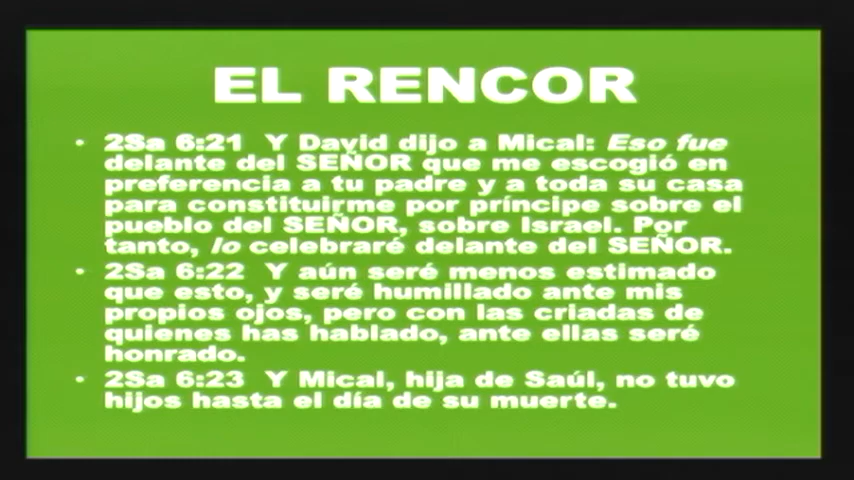 EL RENCOR
• 2Sa 6:21 Y David dijo a Mical: Eso fue
delante del SEÑOR que me escogió en
preferencia a tu padre y a toda su casa
para constituirme por príncipe sobre el
pueblo del SEÑOR, sobre Israel. Por
tanto, lo celebraré delante del SEÑOR.
• 2Sa 6:22 Y aún seré menos estimado
que esto, y seré humillado ante mis
propios ojos, pero con las criadas de
quienes has hablado, ante ellas seré
honrado.
• 2Sa 6:23 Y Mical, hija de Saúl, no tuvo
hijos hasta el día de su muerte.